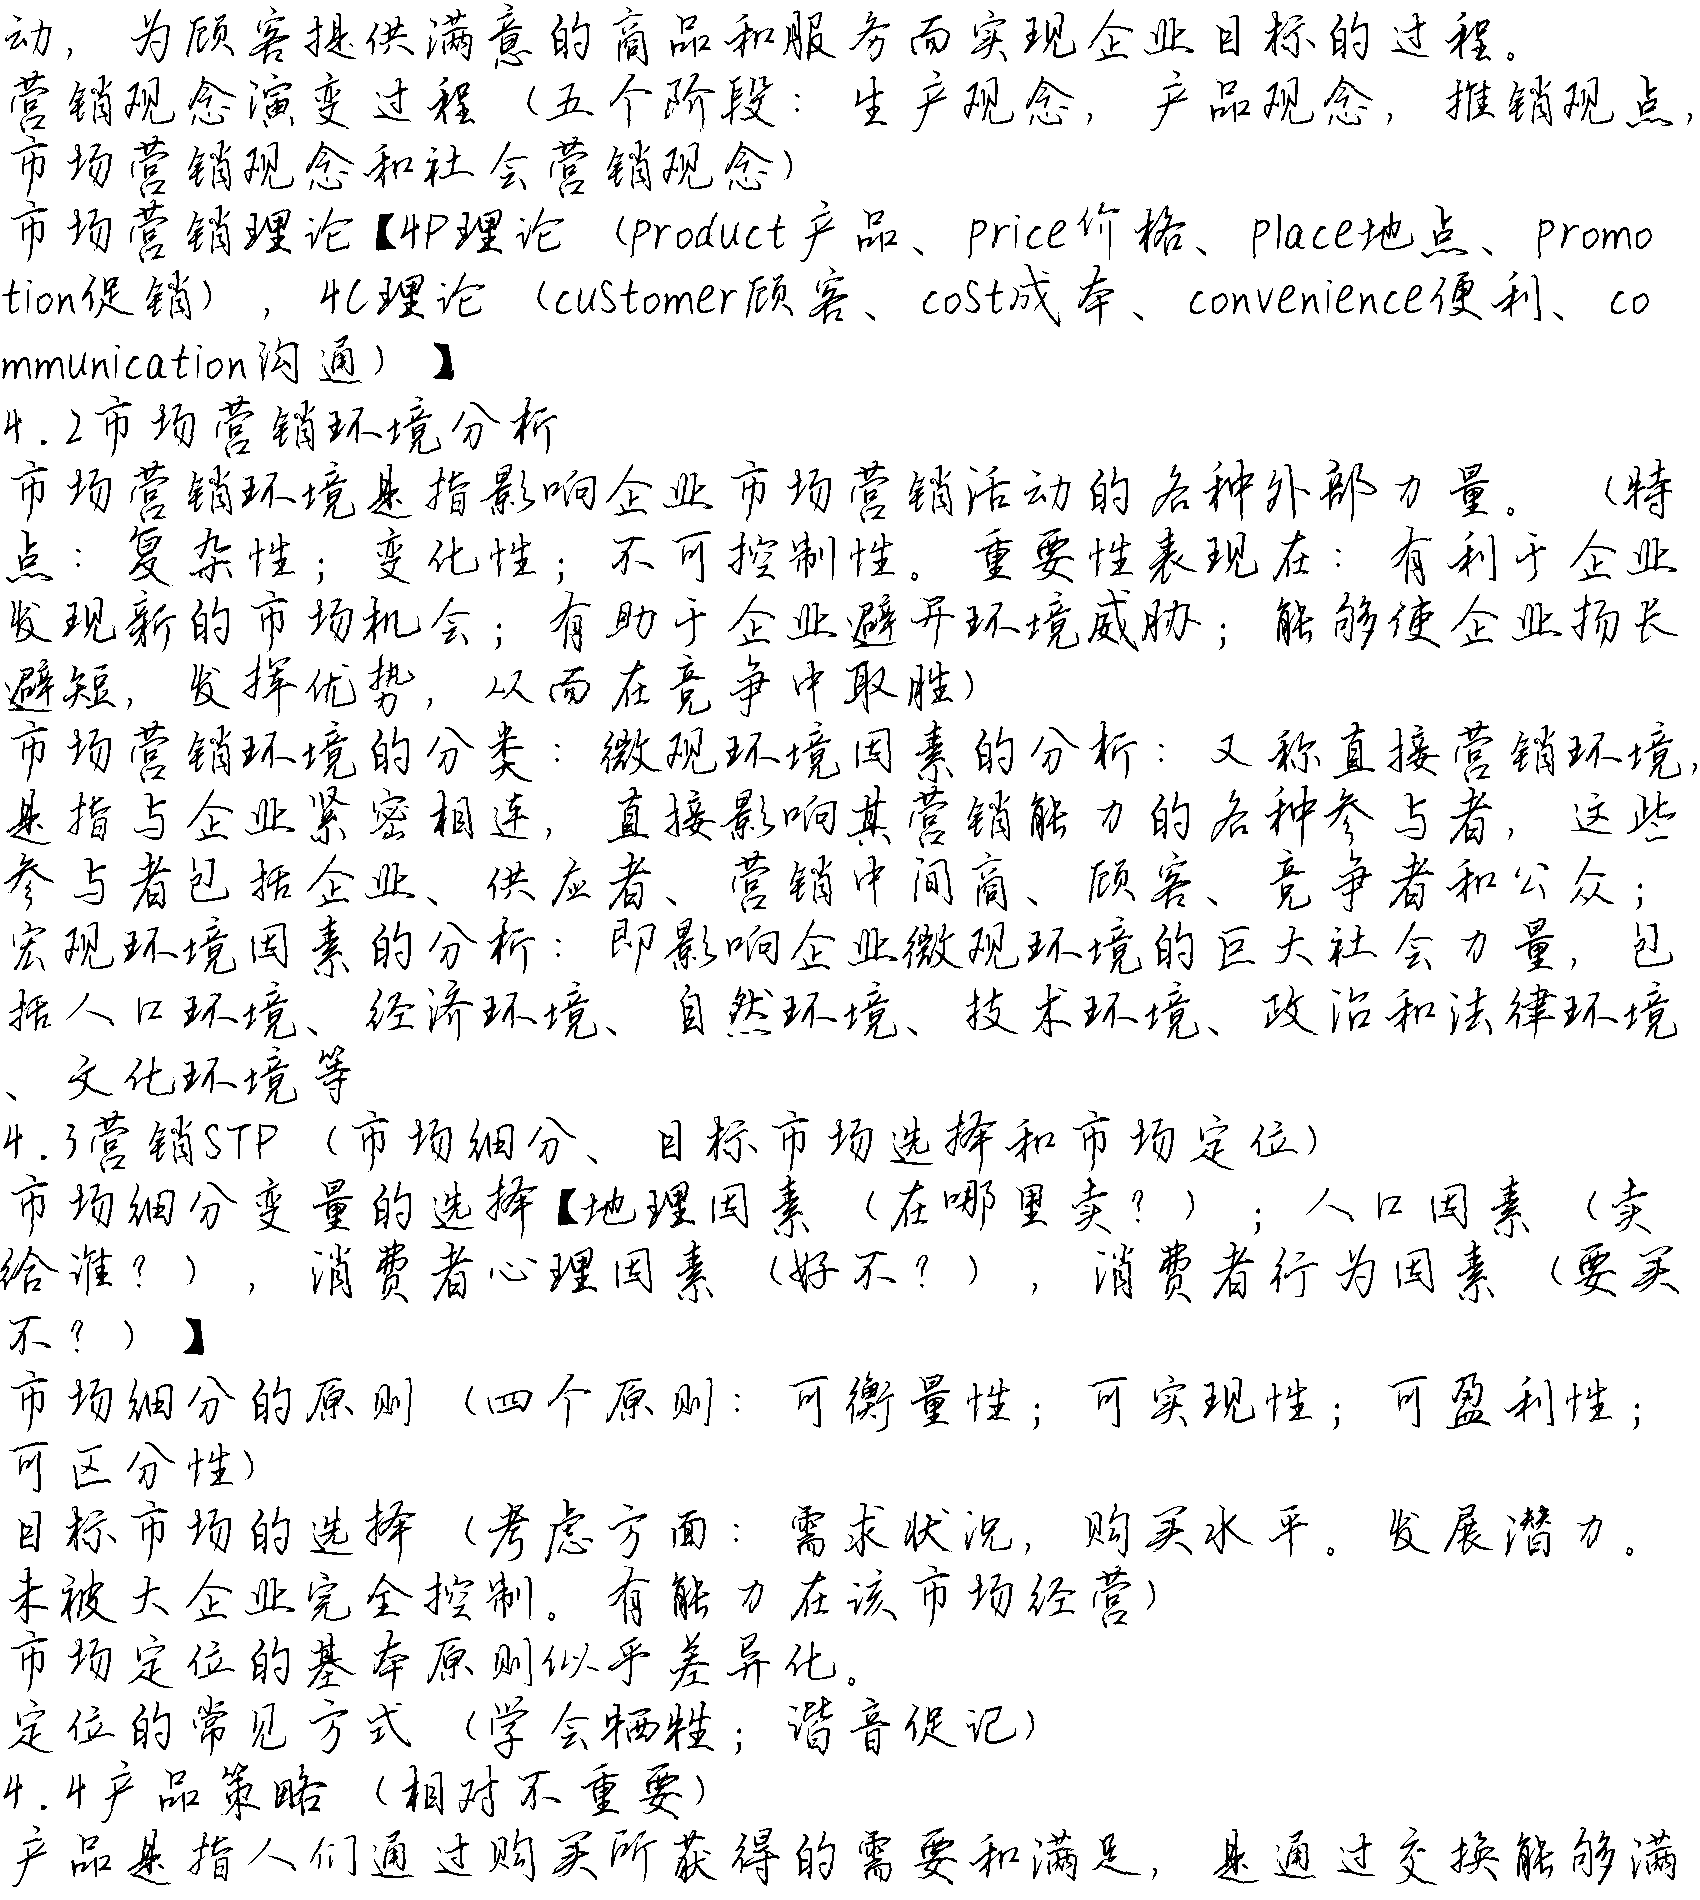 动，为顾客提供满意的商品和服务而实现企业目标的过程。
营销观念演变过程（五个阶段：生产观念，产品观念，推销观点，
市场营销观念和社会营销观念）
市场营销理论【4P理论（product产品、price价格、place地点、promo
tion促销），4C理论（customer顾客、cost成本、convenience便利、co
mmunication沟通）】
4.2市场营销环境分析
市场营销环境是指影响企业市场营销活动的各种外部力量。（特
点：复杂性；变化性；不可控制性。重要性表现在：有利于企业
发现新的市场机会；有助于企业避开环境威胁；能够使企业扬长
避短，发挥优势，从而在竞争中取胜）
市场营销环境的分类：微观环境因素的分析：又称直接营销环境，
是指与企业紧密相连，直接影响其营销能力的各种参与者，这些
参与者包括企业、供应者、营销中间商、顾客、竞争者和公众；
宏观环境因素的分析：即影响企业微观环境的巨大社会力量，包
括人口环境、经济环境、自然环境、技术环境、政治和法律环境
、文化环境等
4.3营销STP（市场细分、目标市场选择和市场定位）
市场细分变量的选择【地理因素（在哪里卖？）；人口因素（卖
给谁？），消费者心理因素（好不？），消费者行为因素（要买
不？）】
市场细分的原则（四个原则：可衡量性；可实现性；可盈利性；
可区分性）
目标市场的选择（考虑方面：需求状况，购买水平。发展潜力。
未被大企业完全控制。有能力在该市场经营）
市场定位的基本原则似乎差异化。
定位的常见方式（学会牺牲；谐音促记）
4.4产品策略（相对不重要）
产品是指人们通过购买所获得的需要和满足，是通过交换能够满